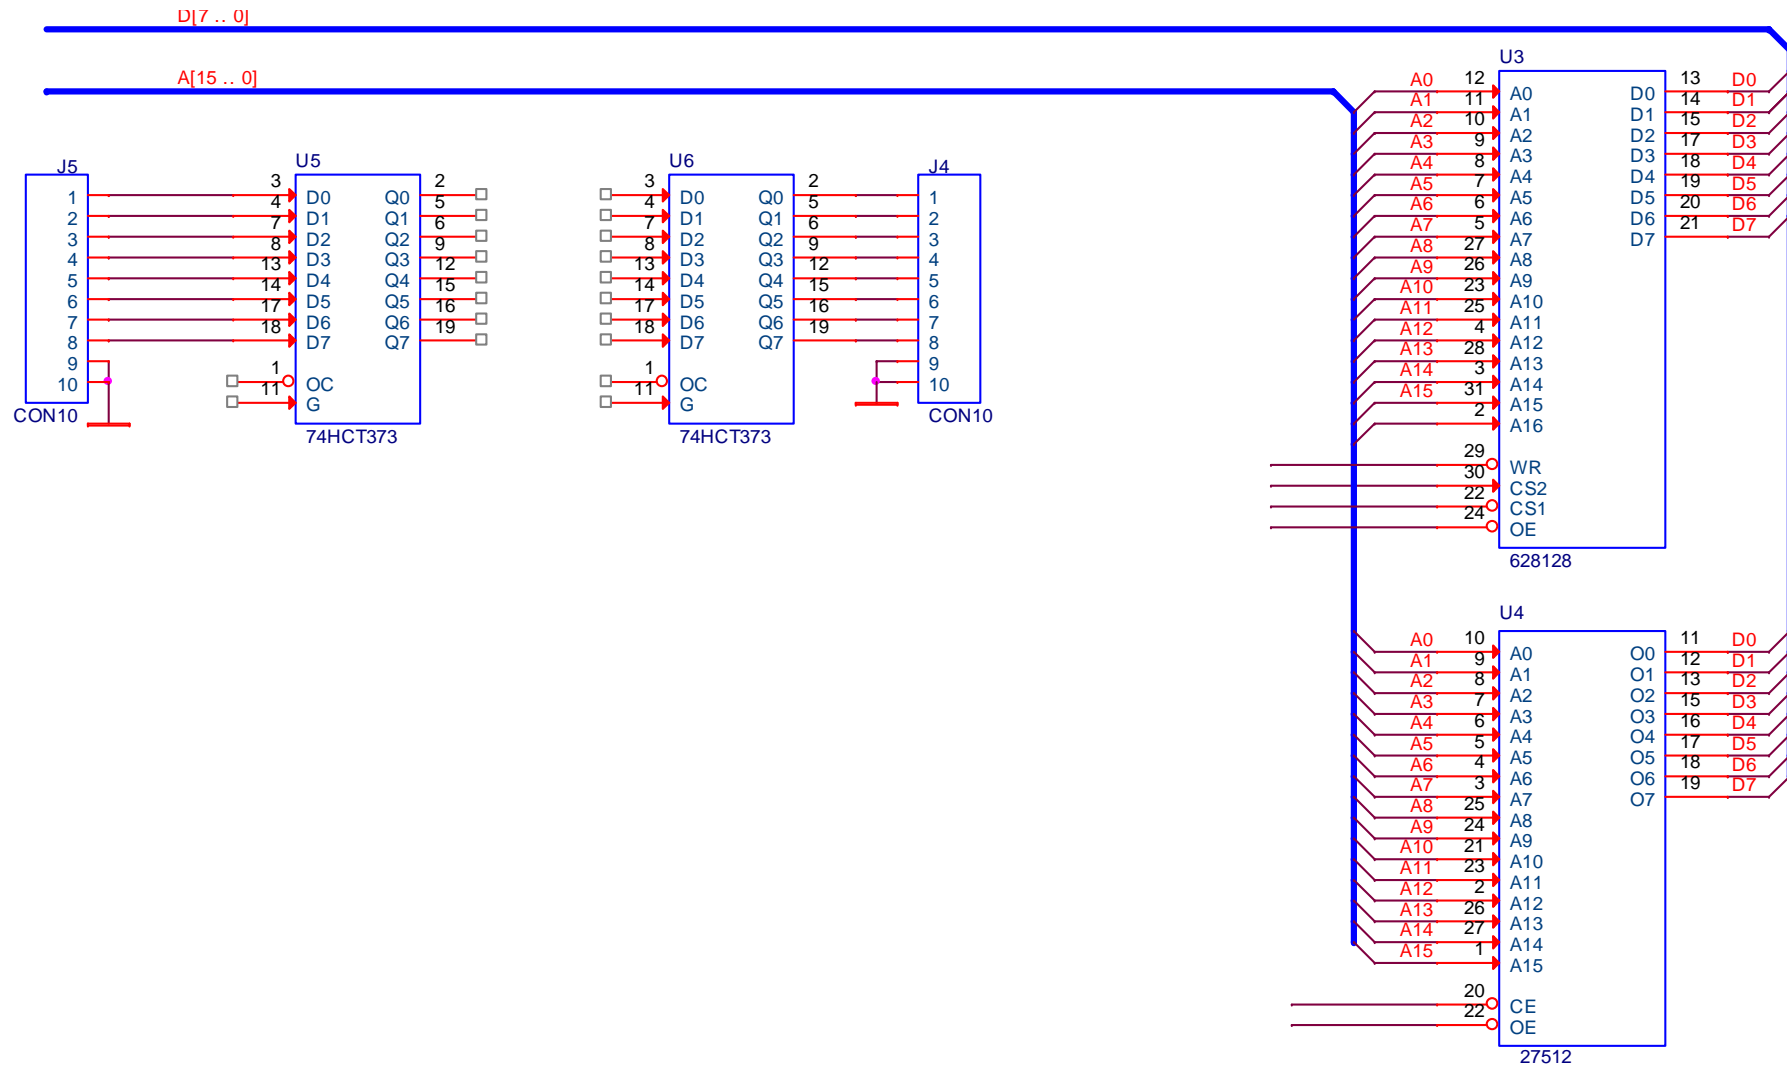 D[7 .. 0]
A[15 .. 0]
J5
1
2
3
4
5
6
7
8
9
10
CON10
U5
3 D0 Q0 2
4 D1 Q1 5
7 D2 Q2 6
8 D3 Q3 9
13 D4 Q4 12
14 D5 Q5 15
17 D6 Q6 16
18 D7 Q7 19
1 OC
11 G
74HCT373
U6
3 D0 Q0 2
4 D1 Q1 5
7 D2 Q2 6
8 D3 Q3 9
13 D4 Q4 12
14 D5 Q5 15
17 D6 Q6 16
18 D7 Q7 19
1 OC
11 G
74HCT373
J4
1
2
3
4
5
6
7
8
9
10
CON10
U3
A0 12 A0 D0 13 D0
A1 11 A1 D1 14 D1
A2 10 A2 D2 15 D2
A3 9 A3 D3 17 D3
A4 8 A4 D4 18 D4
A5 7 A5 D5 19 D5
A6 6 A6 D6 20 D6
A7 5 A7 D7 21 D7
A8 27 A8
A9 26 A9
A10 23 A10
A11 25 A11
A12 4 A12
A13 28 A13
A14 3 A14
A15 31 A15
2 A16
29 WR
30 CS2
22 CS1
24 OE
628128
U4
A0 10 A0 O0 11 D0
A1 9 A1 O1 12 D1
A2 8 A2 O2 13 D2
A3 7 A3 O3 15 D3
A4 6 A4 O4 16 D4
A5 5 A5 O5 17 D5
A6 4 A6 O6 18 D6
A7 3 A7 O7 19 D7
A8 25 A8
A9 24 A9
A10 21 A10
A11 23 A11
A12 2 A12
A13 26 A13
A14 27 A14
A15 1 A15
20 CE
22 OE
27512